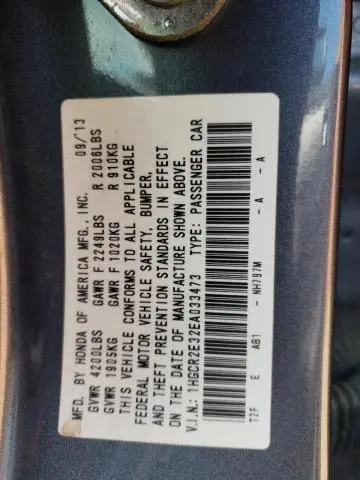 MFD. BY HONDA OF AMERICA MFG., INC. 09/'13
GVWR 4200LBS GAWR F 2249LBS R 2006LBS
GVWR 1905KG GAWR F 1020KG R 910KG
THIS VEHICLE CONFORMS TO ALL APPLICABLE
FEDERAL MOTOR VEHICLE SAFETY, BUMPER,
AND THEFT PREVENTION STANDARDS IN EFFECT
ON THE DATE OF MANUFACTURE SHOWN ABOVE.
V.I.N.: 1HGCR2E32EA033473 TYPE: PASSENGER CAR
T2F E AB1 - NH797M - A - A